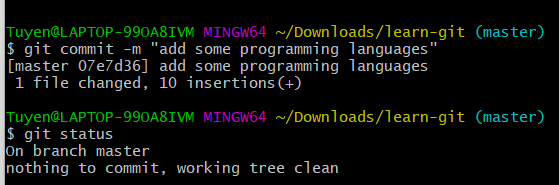 Tuyen@LAPTOP-99OA8IVM MINGW64 ~/Downloads/learn-git (master)
$ git commit -m "add some programming languages"
[master 07e7d36] add some programming languages
 1 file changed, 10 insertions(+)
Tuyen@LAPTOP-99OA8IVM MINGW64 ~/Downloads/learn-git (master)
$ git status
On branch master
nothing to commit, working tree clean